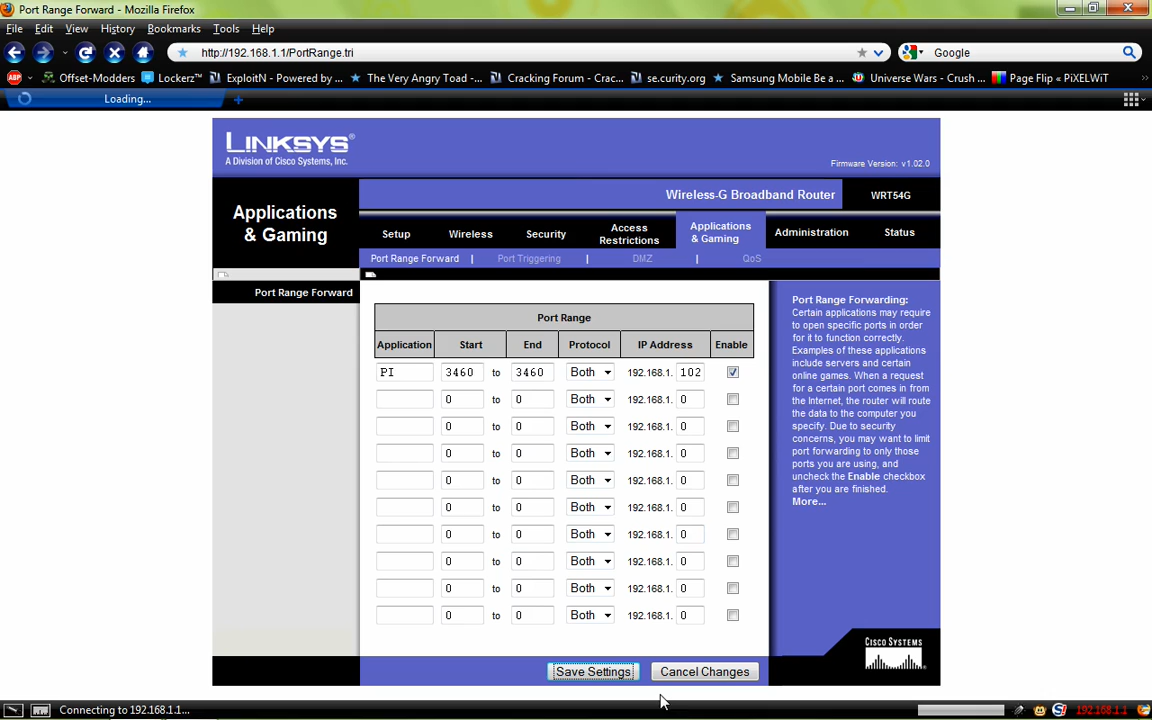 Port Range Forward - Mozilla Firefox
File Edit View History Bookmarks Tools Help
http://192.168.1.1/PortRange.tri
Google
ABP Offset-Modders Lockerz™ ExploitN - Powered by ... The Very Angry Toad -... Cracking Forum - Crac... se.curity.org Samsung Mobile Be a ... Universe Wars - Crush ... Page Flip « PiXELWiT
Loading...
LINKSYS®
A Division of Cisco Systems, Inc.
Firmware Version: v1.02.0
Wireless-G Broadband Router WRT54G
Applications
& Gaming
Setup Wireless Security Access Restrictions Applications & Gaming Administration Status
Port Range Forward | Port Triggering | DMZ | QoS
Port Range Forward
Port Range
Application Start End Protocol IP Address Enable
PI 3460 to 3460 Both 192.168.1. 102
0 to 0 Both 192.168.1. 0
0 to 0 Both 192.168.1. 0
0 to 0 Both 192.168.1. 0
0 to 0 Both 192.168.1. 0
0 to 0 Both 192.168.1. 0
0 to 0 Both 192.168.1. 0
0 to 0 Both 192.168.1. 0
0 to 0 Both 192.168.1. 0
0 to 0 Both 192.168.1. 0
Port Range Forwarding:
Certain applications may require
to open specific ports in order
for it to function correctly.
Examples of these applications
include servers and certain
online games. When a request
for a certain port comes in from
the Internet, the router will route
the data to the computer you
specify. Due to security
concerns, you may want to limit
port forwarding to only those
ports you are using, and
uncheck the Enable checkbox
after you are finished.
More...
CISCO SYSTEMS
Save Settings Cancel Changes
Connecting to 192.168.1.1...
192.168.1.1